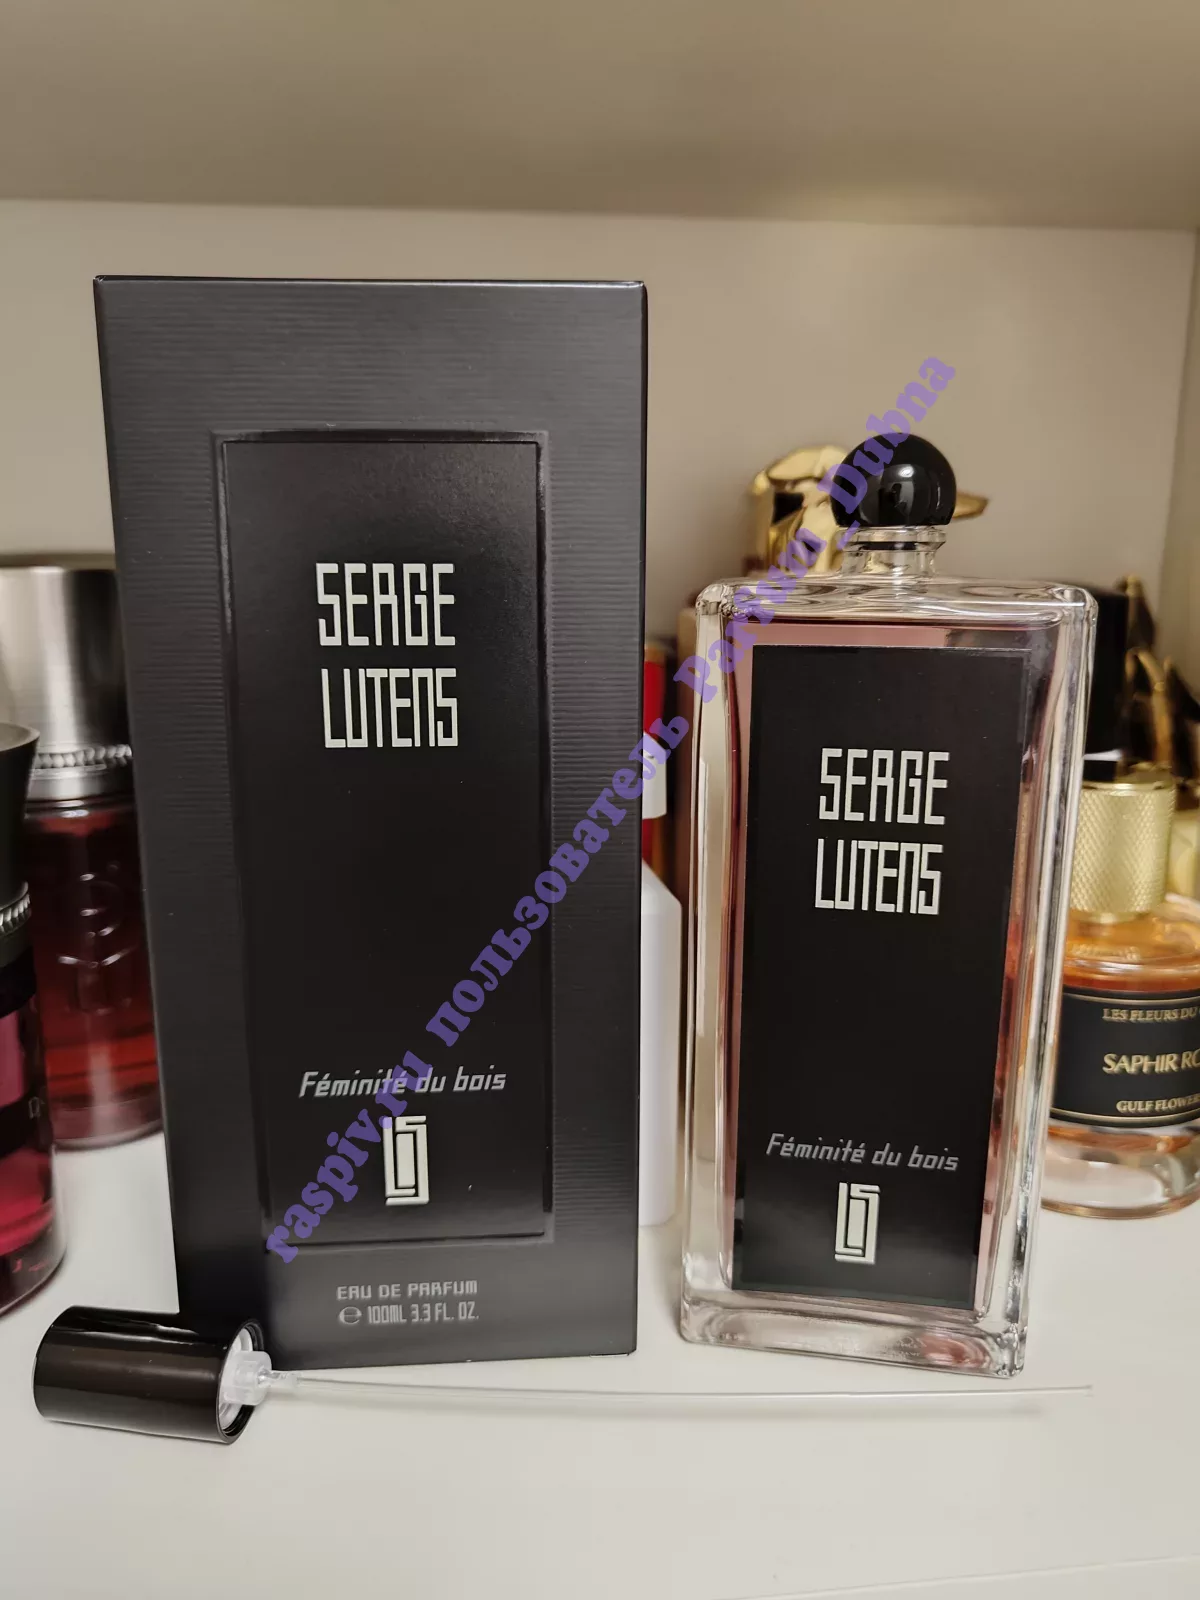 SERGE
LUTENS
Féminité du bois
EAU DE PARFUM
e 100ML 3.3 FL. OZ.
SERGE
LUTENS
Féminité du bois
LES FLEURS DU
SAPHIR
GULF FLOWER
raspiv.ru пользователь Parfum_Dubna